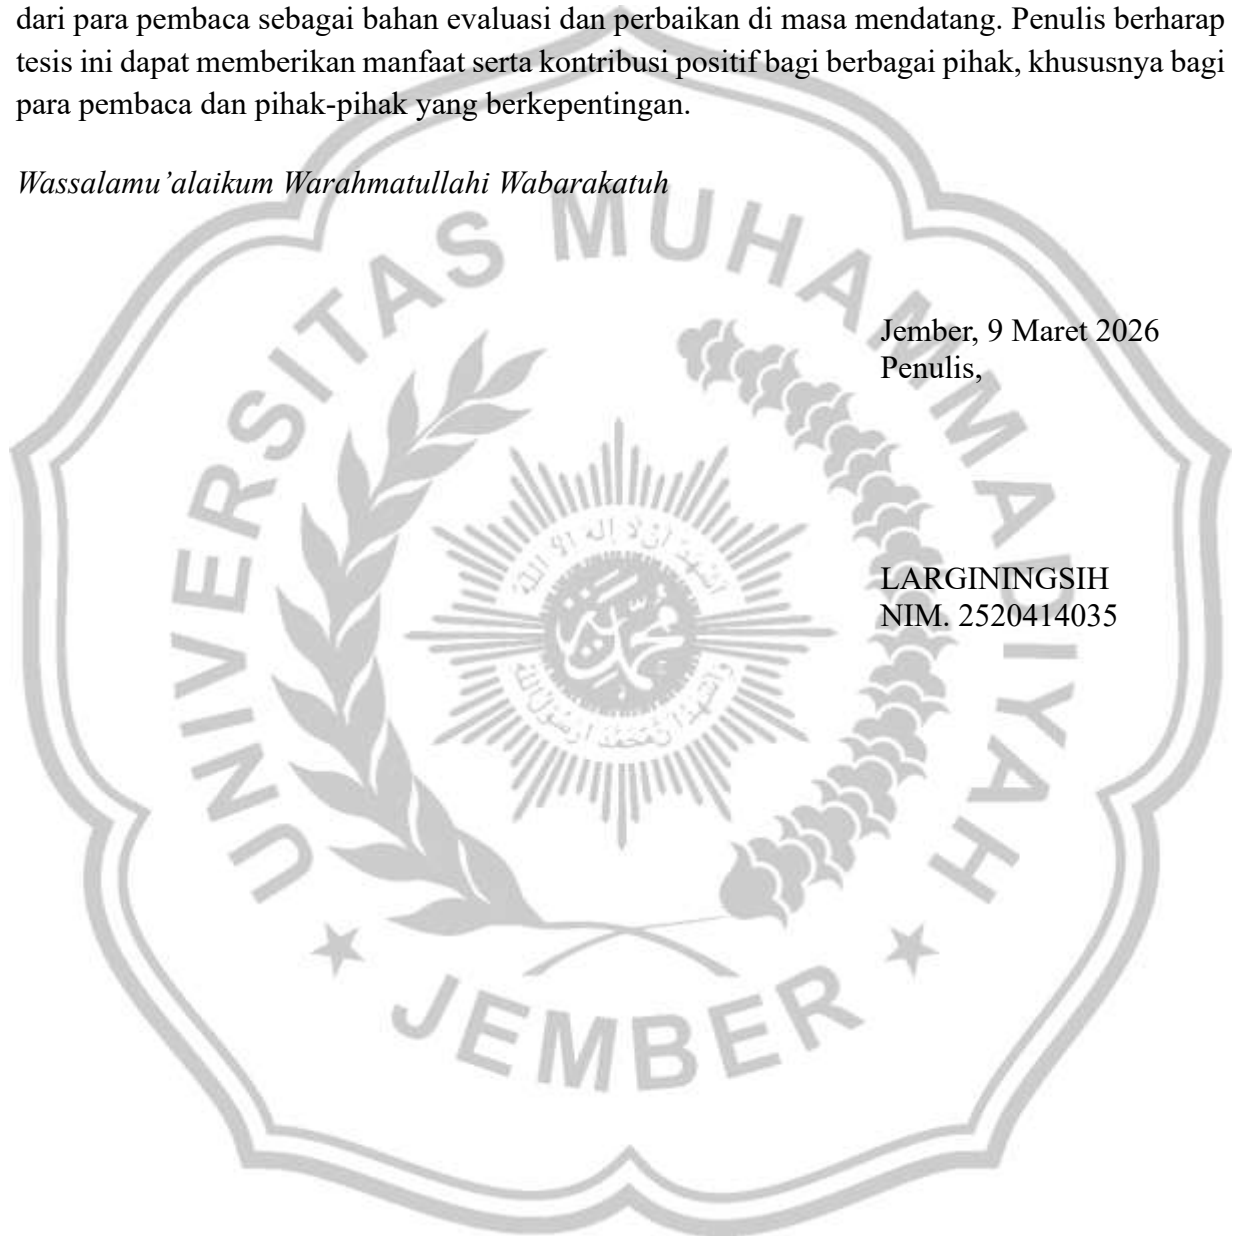 dari para pembaca sebagai bahan evaluasi dan perbaikan di masa mendatang. Penulis berharap
tesis ini dapat memberikan manfaat serta kontribusi positif bagi berbagai pihak, khususnya bagi
para pembaca dan pihak-pihak yang berkepentingan.
Wassalamu’alaikum Warahmatullahi Wabarakatuh
UNIVERSITAS MUHAMMADIYAH
Jember, 9 Maret 2026
Penulis,
LARGININGSIH
NIM. 2520414035
JEMBER